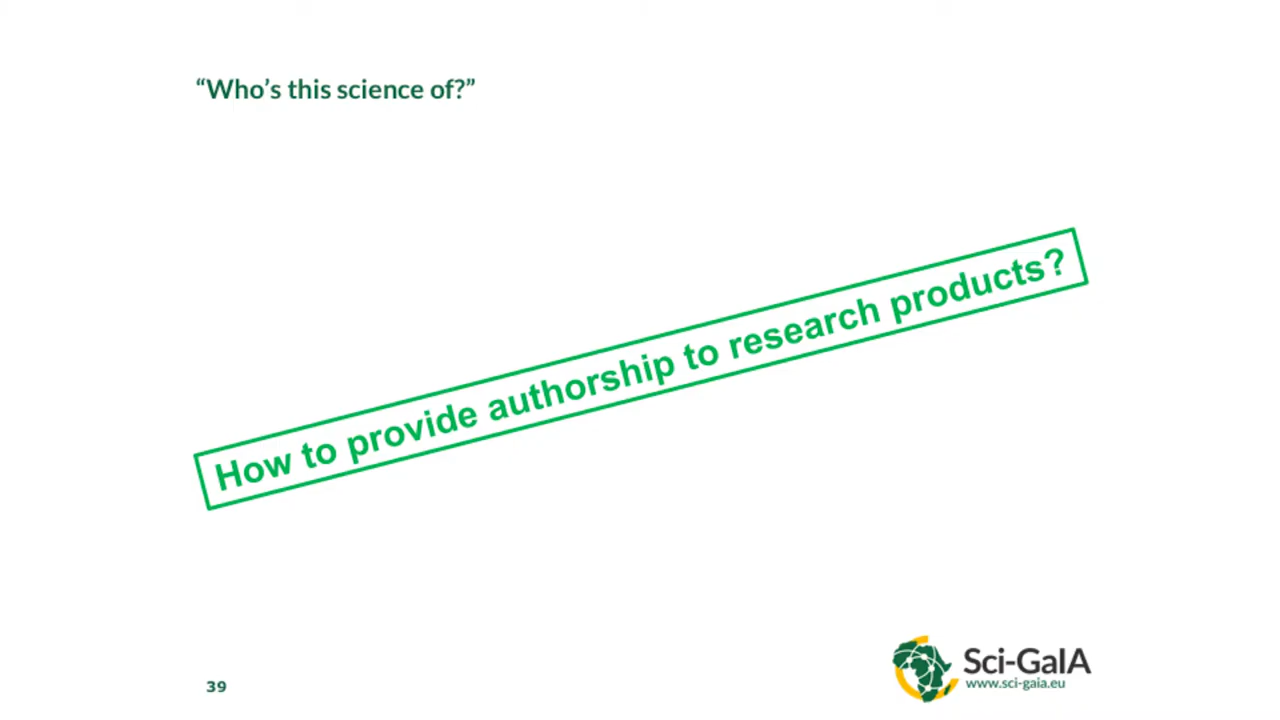 “Who’s this science of?”
How to provide authorship to research products?
39
Sci-GaIA
www.sci-gaia.eu